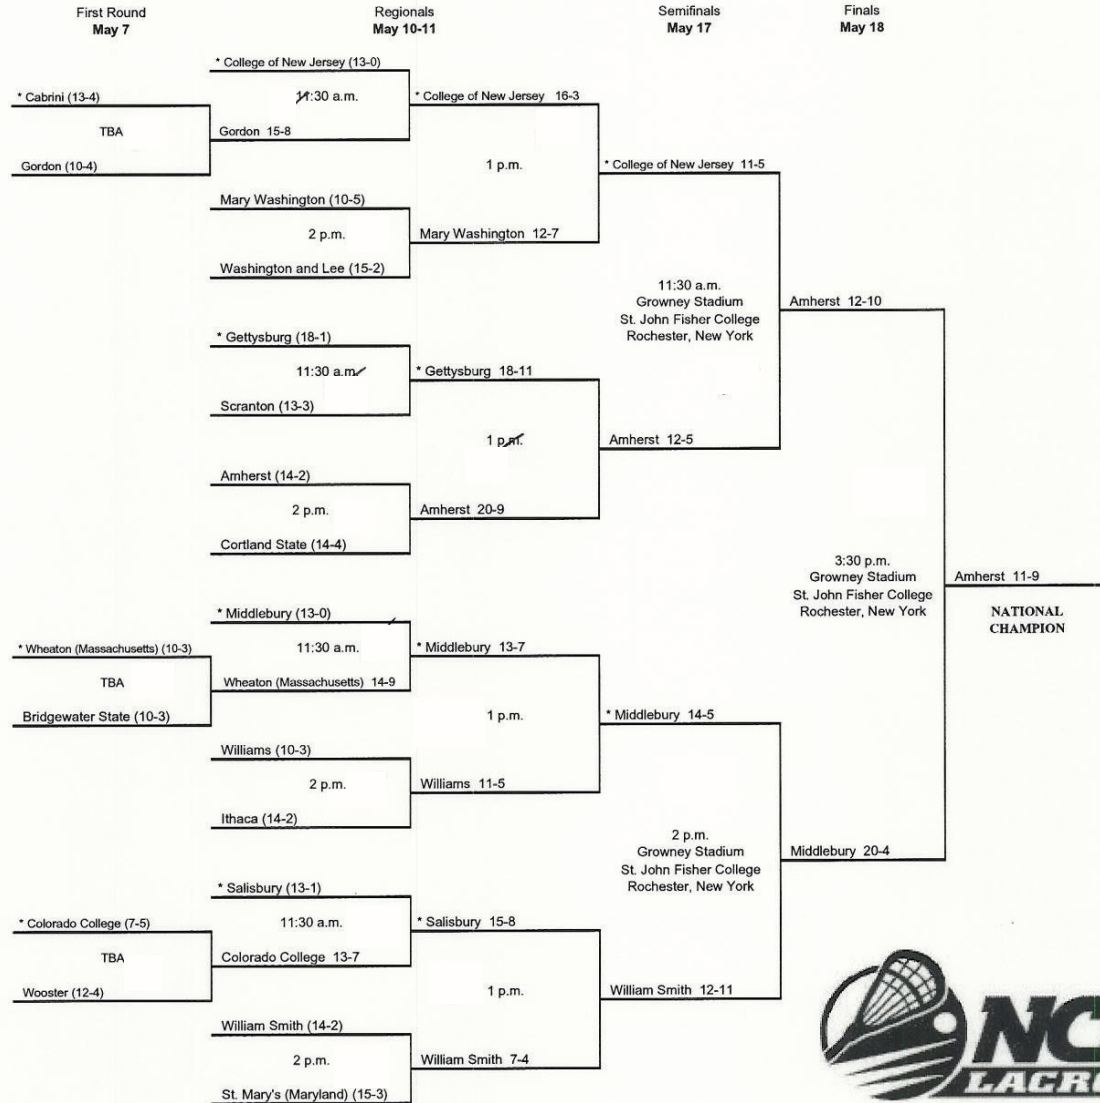 First Round
May 7
Regionals
May 10-11
Semifinals
May 17
Finals
May 18
* Cabrini (13-4)
TBA
Gordon (10-4)
* College of New Jersey (13-0)
11:30 a.m.
Gordon 15-8
Mary Washington (10-5)
2 p.m.
Washington and Lee (15-2)
* College of New Jersey 16-3
1 p.m.
Mary Washington 12-7
* College of New Jersey 11-5
* Gettysburg (18-1)
11:30 a.m.
Scranton (13-3)
Amherst (14-2)
2 p.m.
Cortland State (14-4)
* Gettysburg 18-11
1 p.m.
Amherst 20-9
Amherst 12-5
11:30 a.m.
Growney Stadium
St. John Fisher College
Rochester, New York
Amherst 12-10
* Wheaton (Massachusetts) (10-3)
TBA
Bridgewater State (10-3)
* Middlebury (13-0)
11:30 a.m.
Wheaton (Massachusetts) 14-9
Williams (10-3)
2 p.m.
Ithaca (14-2)
* Middlebury 13-7
1 p.m.
Williams 11-5
* Middlebury 14-5
* Colorado College (7-5)
TBA
Wooster (12-4)
* Salisbury (13-1)
11:30 a.m.
Colorado College 13-7
William Smith (14-2)
2 p.m.
St. Mary's (Maryland) (15-3)
* Salisbury 15-8
1 p.m.
William Smith 7-4
William Smith 12-11
2 p.m.
Growney Stadium
St. John Fisher College
Rochester, New York
Middlebury 20-4
3:30 p.m.
Growney Stadium
St. John Fisher College
Rochester, New York
Amherst 11-9
NATIONAL
CHAMPION
NC
LACRO